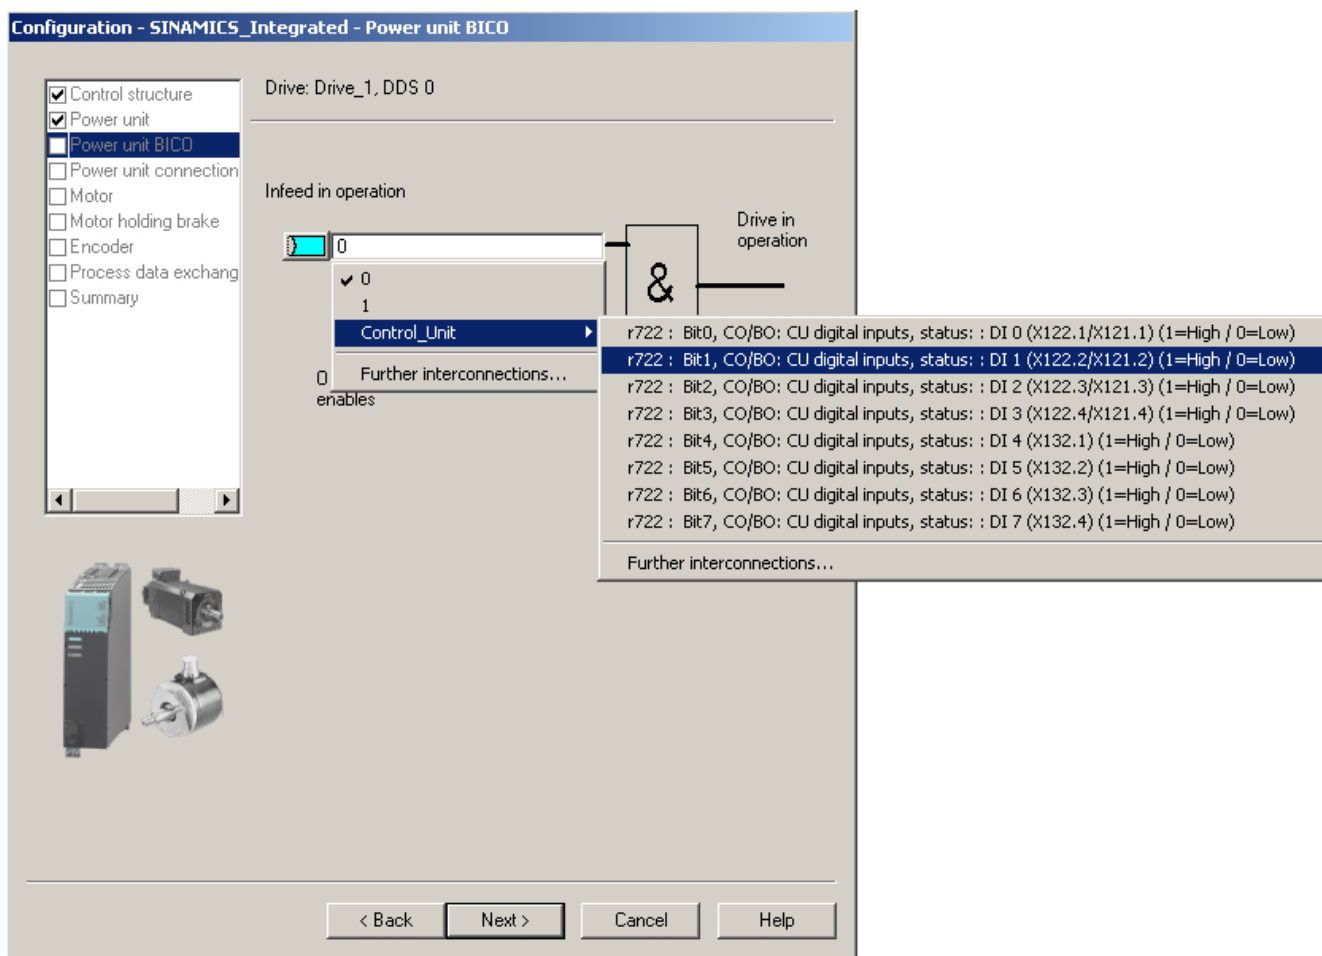 Configuration - SINAMICS_Integrated - Power unit BICO
Drive: Drive_1, DDS 0
Control structure
Power unit
Power unit BICO
Power unit connection
Motor
Motor holding brake
Encoder
Process data exchang
Summary
Infeed in operation
0
Drive in
operation
&
0
1
Control_Unit
Further interconnections...
0
enables
r722 : Bit0, CO/BO: CU digital inputs, status: : DI 0 (X122.1/X121.1) (1=High / 0=Low)
r722 : Bit1, CO/BO: CU digital inputs, status: : DI 1 (X122.2/X121.2) (1=High / 0=Low)
r722 : Bit2, CO/BO: CU digital inputs, status: : DI 2 (X122.3/X121.3) (1=High / 0=Low)
r722 : Bit3, CO/BO: CU digital inputs, status: : DI 3 (X122.4/X121.4) (1=High / 0=Low)
r722 : Bit4, CO/BO: CU digital inputs, status: : DI 4 (X132.1) (1=High / 0=Low)
r722 : Bit5, CO/BO: CU digital inputs, status: : DI 5 (X132.2) (1=High / 0=Low)
r722 : Bit6, CO/BO: CU digital inputs, status: : DI 6 (X132.3) (1=High / 0=Low)
r722 : Bit7, CO/BO: CU digital inputs, status: : DI 7 (X132.4) (1=High / 0=Low)
Further interconnections...
< Back
Next >
Cancel
Help